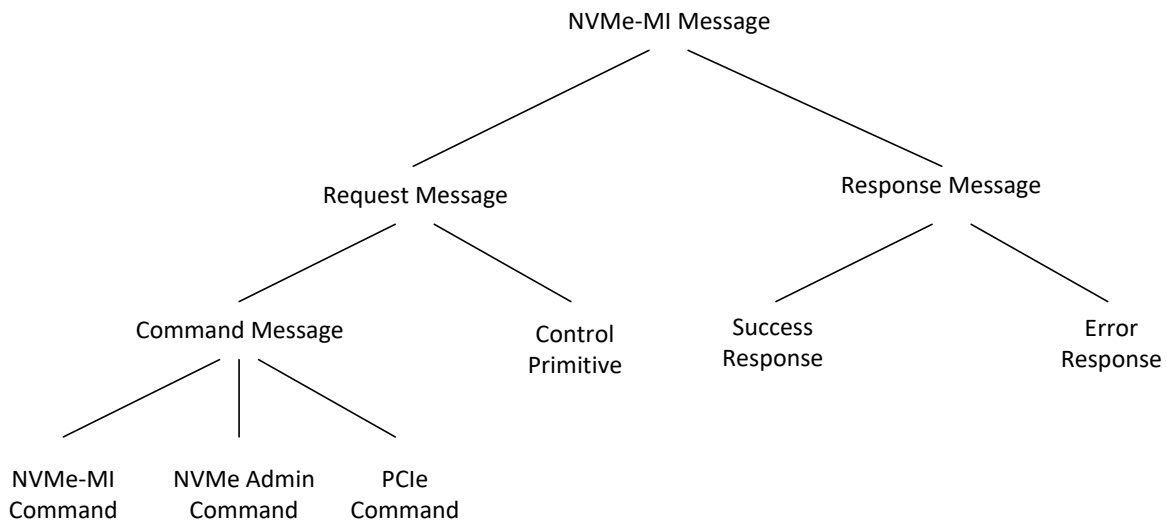 NVMe-MI Message
Request Message
Response Message
Command Message
Control
Primitive
Success
Response
Error
Response
NVMe-MI
Command
NVMe Admin
Command
PCIe
Command